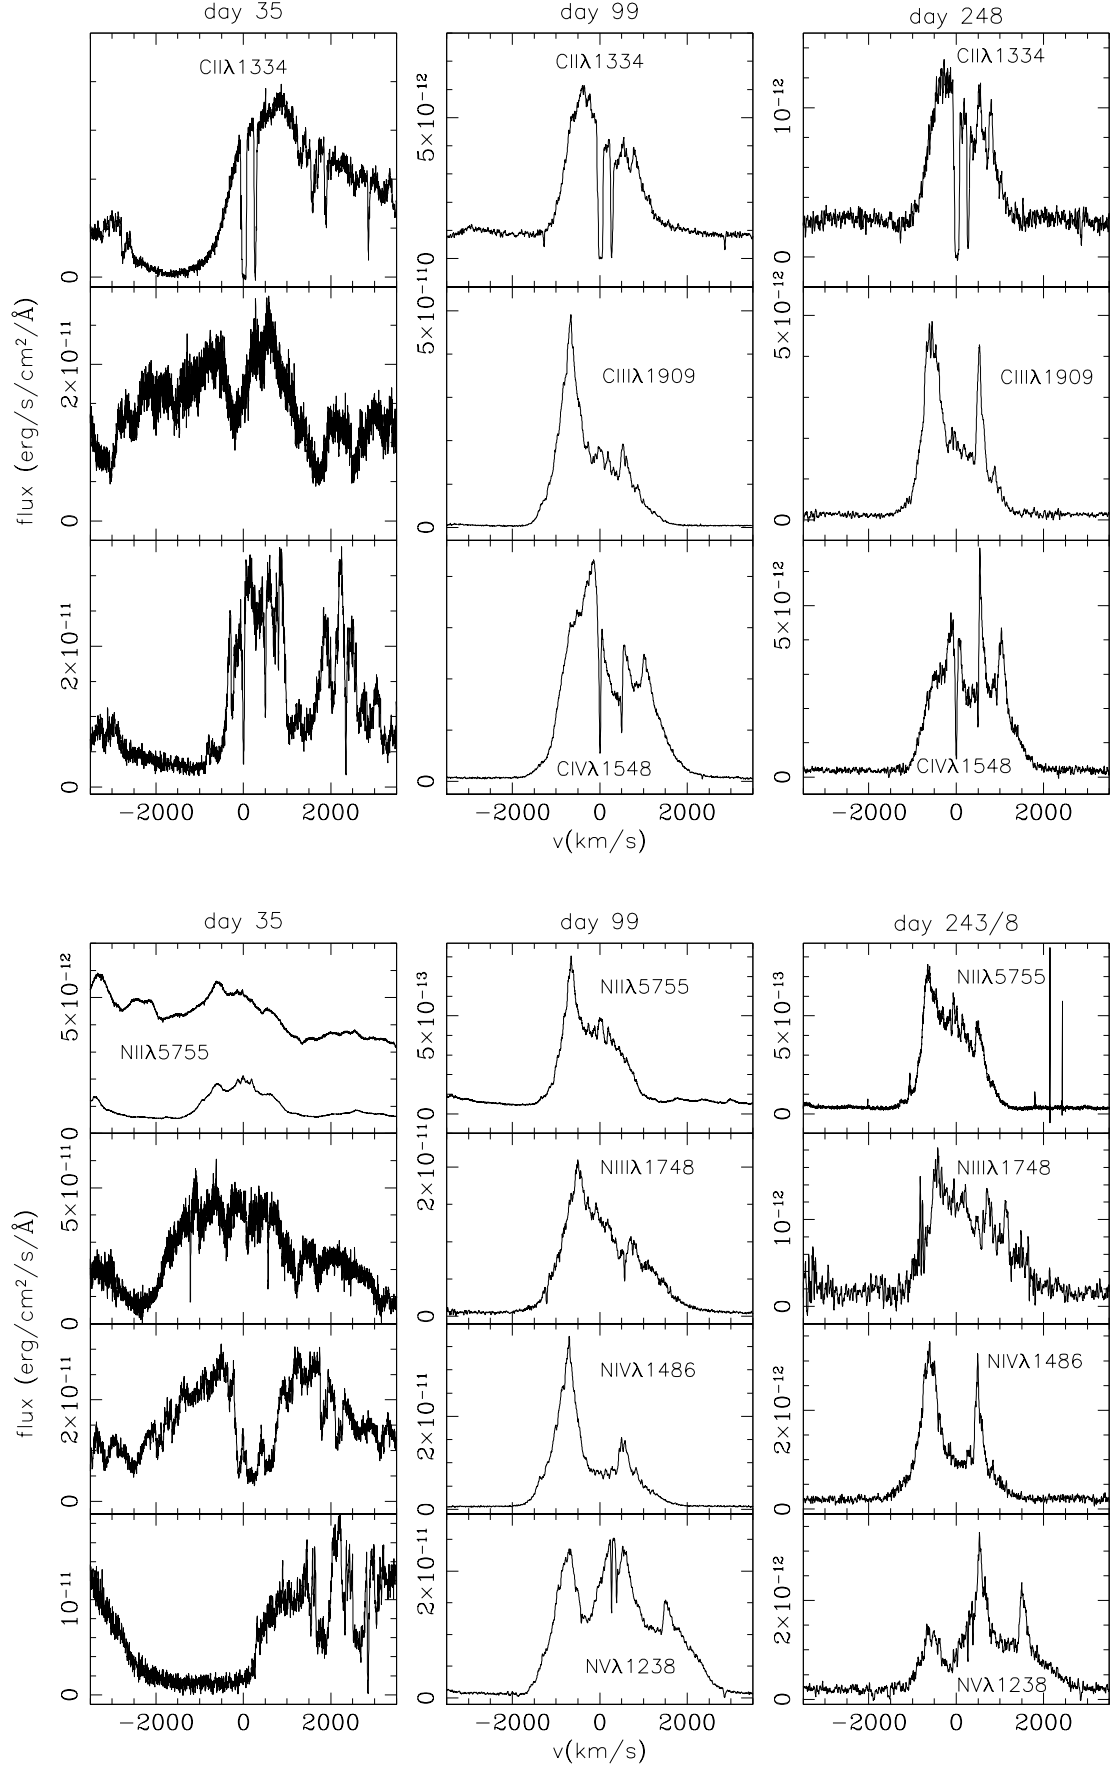 day 35
day 99
day 248
CIIλ1334
CIIλ1334
CIIλ1334
0
5×10⁻¹²
0
10⁻¹²
0
CIIIλ1909
CIIIλ1909
2×10⁻¹¹
0
5×10⁻¹¹
0
5×10⁻¹²
0
flux (erg/s/cm²/Å)
CIVλ1548
CIVλ1548
2×10⁻¹¹
0
0
5×10⁻¹²
0
−2000 0 2000
−2000 0 2000
−2000 0 2000
v(km/s)
day 35
day 99
day 243/8
NIIλ5755
NIIλ5755
NIIλ5755
5×10⁻¹²
0
5×10⁻¹³
0
5×10⁻¹³
0
NIIIλ1748
NIIIλ1748
5×10⁻¹¹
0
2×10⁻¹¹
0
10⁻¹²
0
flux (erg/cm²/s/Å)
NIVλ1486
NIVλ1486
2×10⁻¹¹
0
2×10⁻¹¹
0
2×10⁻¹²
0
NVλ1238
NVλ1238
10⁻¹¹
0
2×10⁻¹¹
0
2×10⁻¹²
0
−2000 0 2000
−2000 0 2000
−2000 0 2000
v(km/s)